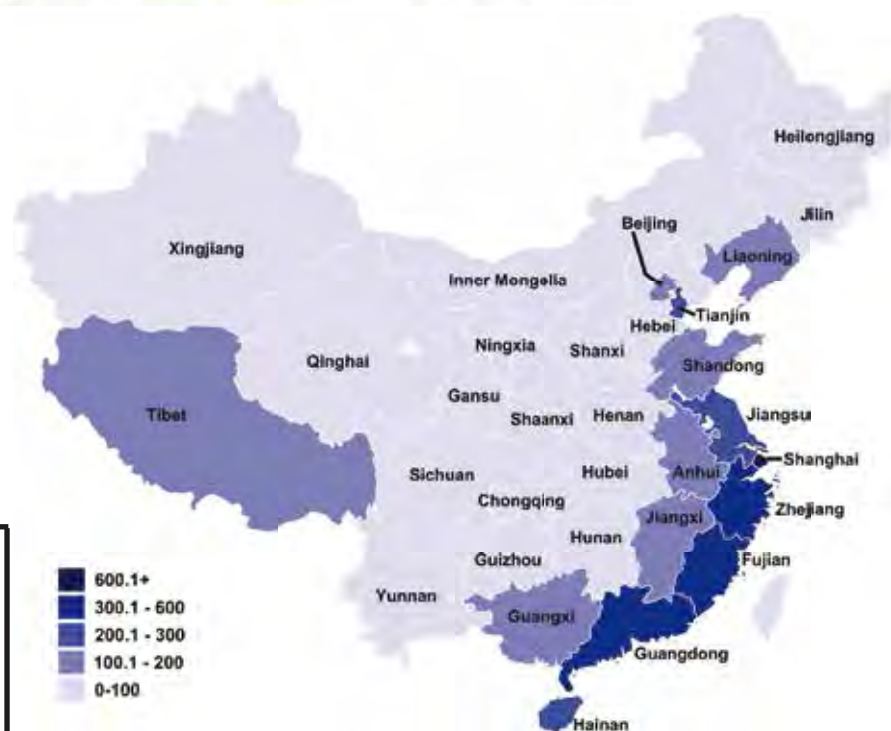 Heilongjiang
Jilin
Beijing
Liaoning
Xingjiang
Inner Mongolia
Tianjin
Hebei
Ningxia
Shanxi
Qinghai
Shandong
Gansu
Tibet
Shaanxi
Henan
Jiangsu
Shanghai
Sichuan
Hubei
Anhui
Chongqing
Zhejiang
Jiangxi
Hunan
Guizhou
Fujian
Yunnan
Guangxi
Guangdong
Hainan
600.1+
300.1 - 600
200.1 - 300
100.1 - 200
0-100